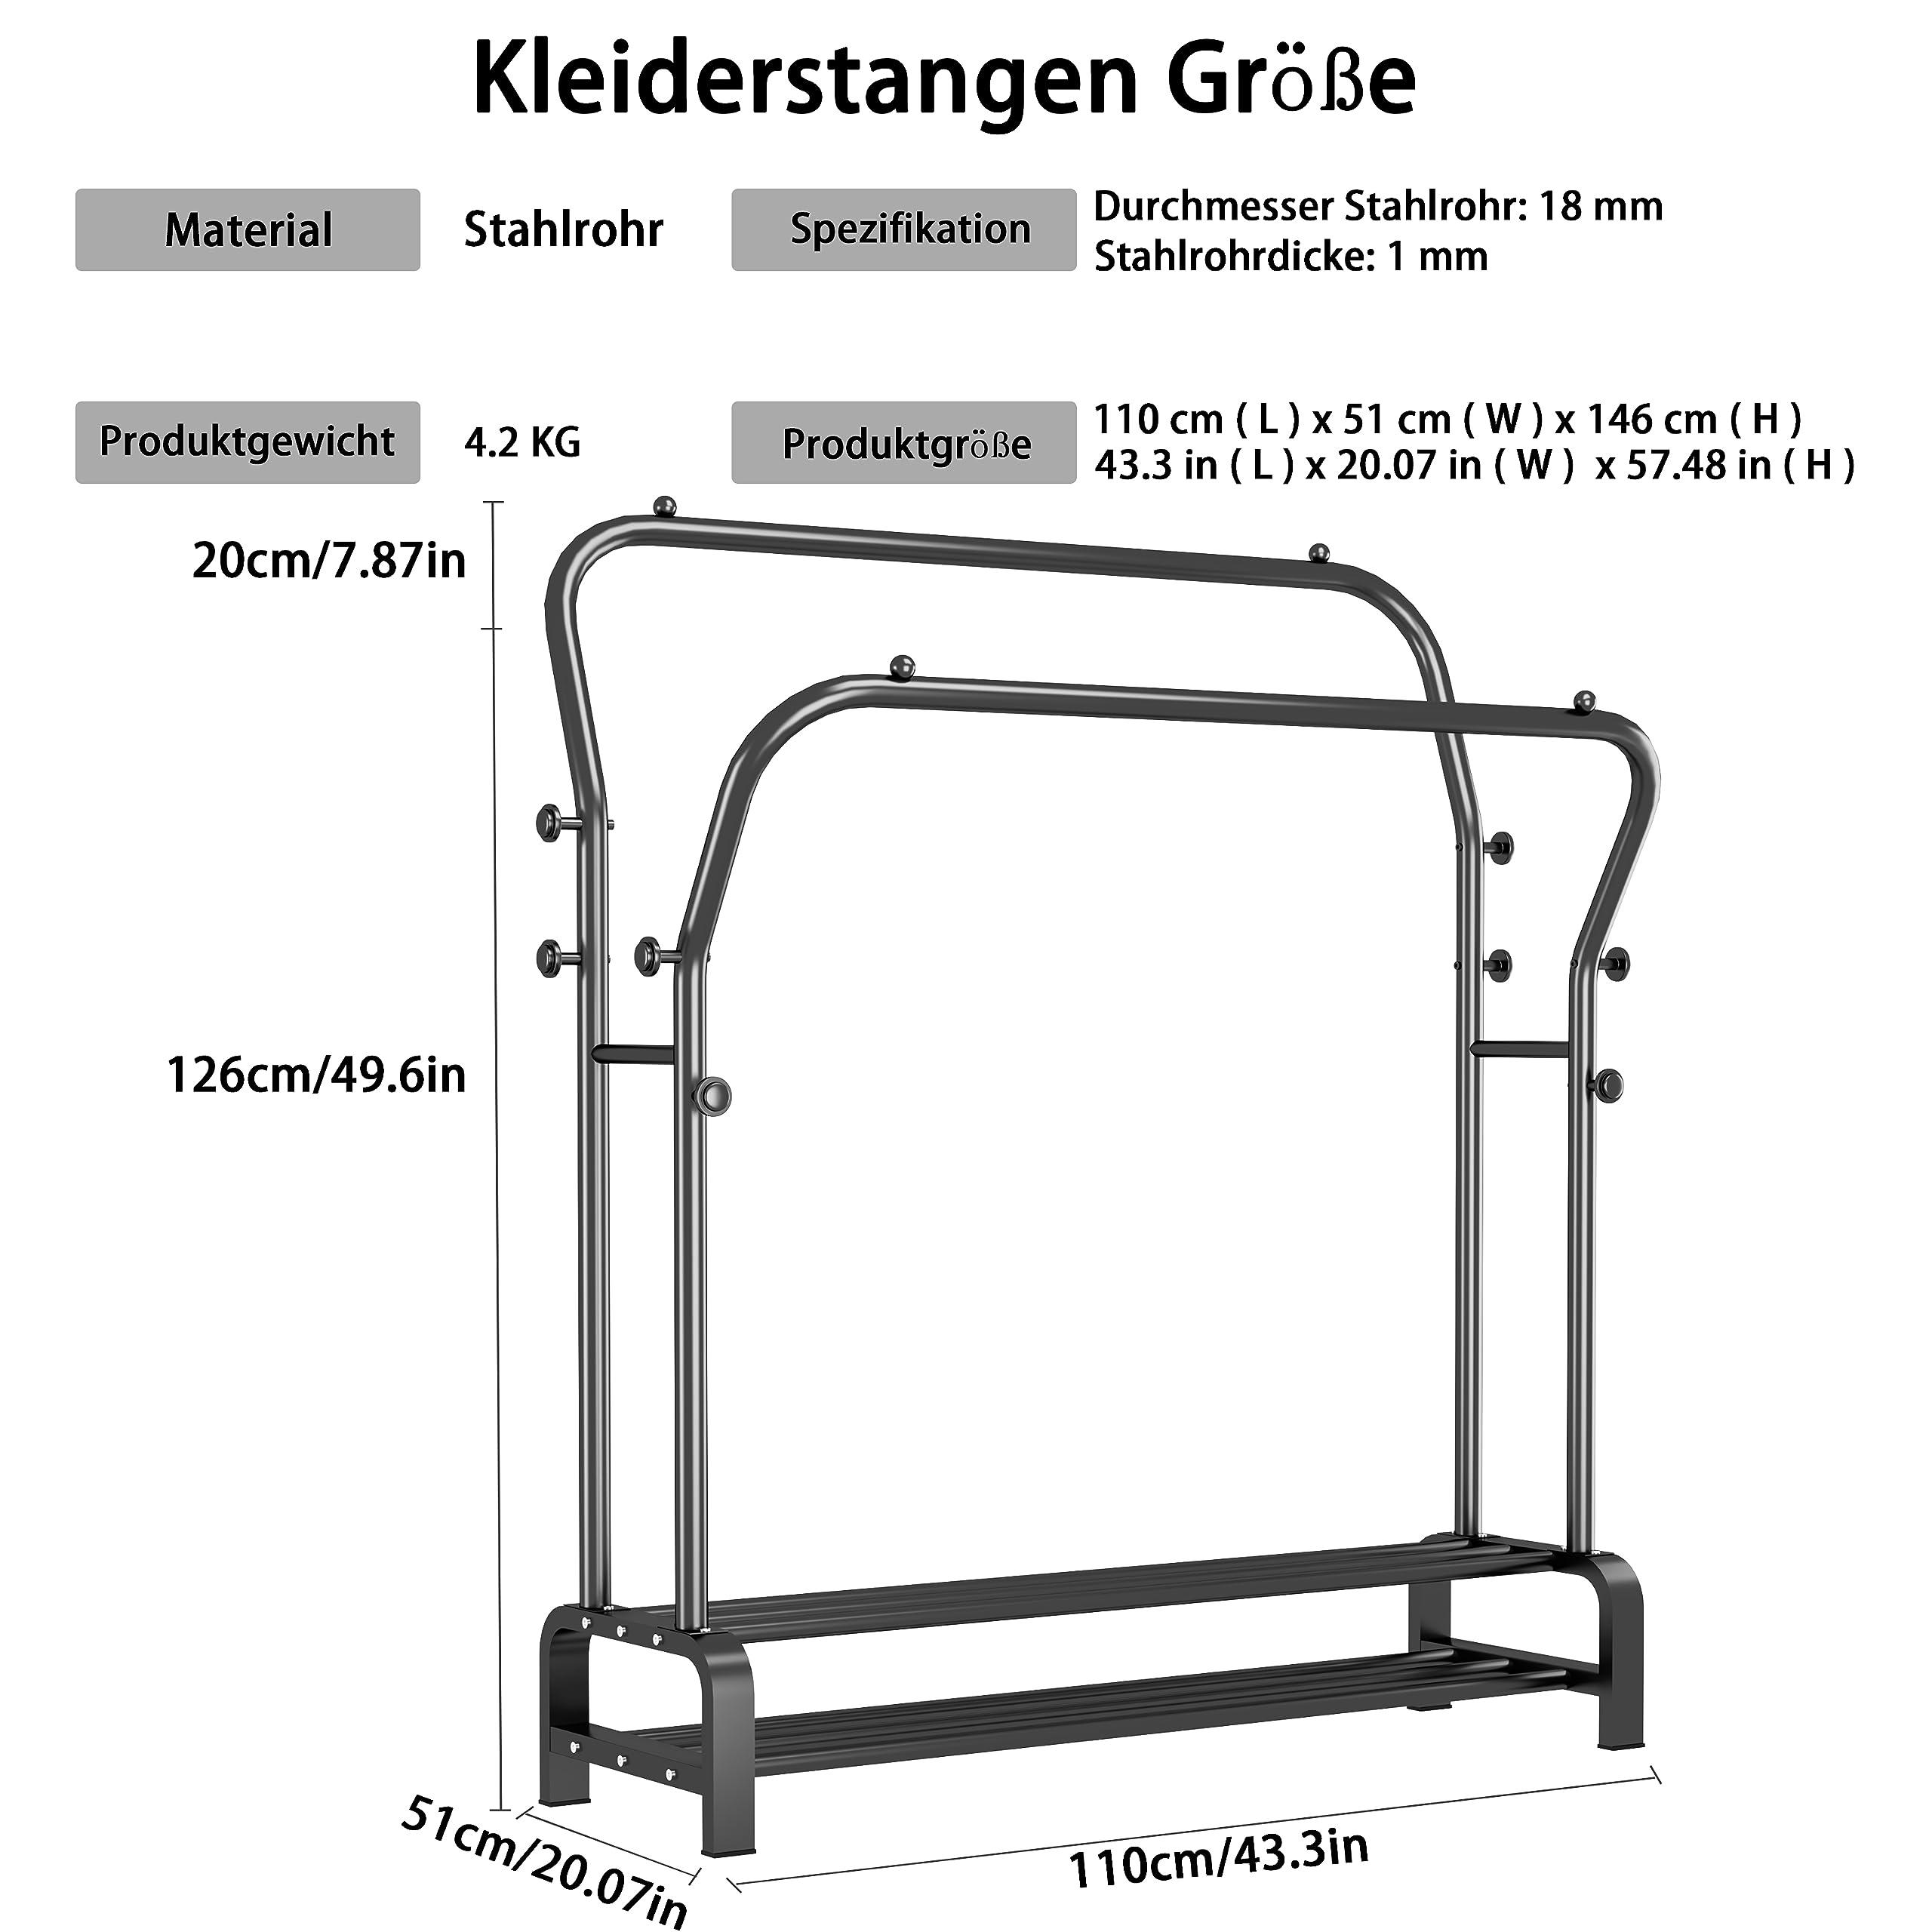 Kleiderstangen Größe
Material
Stahlrohr
Spezifikation
Durchmesser Stahlrohr: 18 mm
Stahlrohrdicke: 1 mm
Produktgewicht
4.2 KG
Produktgröße
110 cm ( L ) x 51 cm ( W ) x 146 cm ( H )
43.3 in ( L ) x 20.07 in ( W ) x 57.48 in ( H )
20cm/7.87in
126cm/49.6in
51cm/20.07in
110cm/43.3in